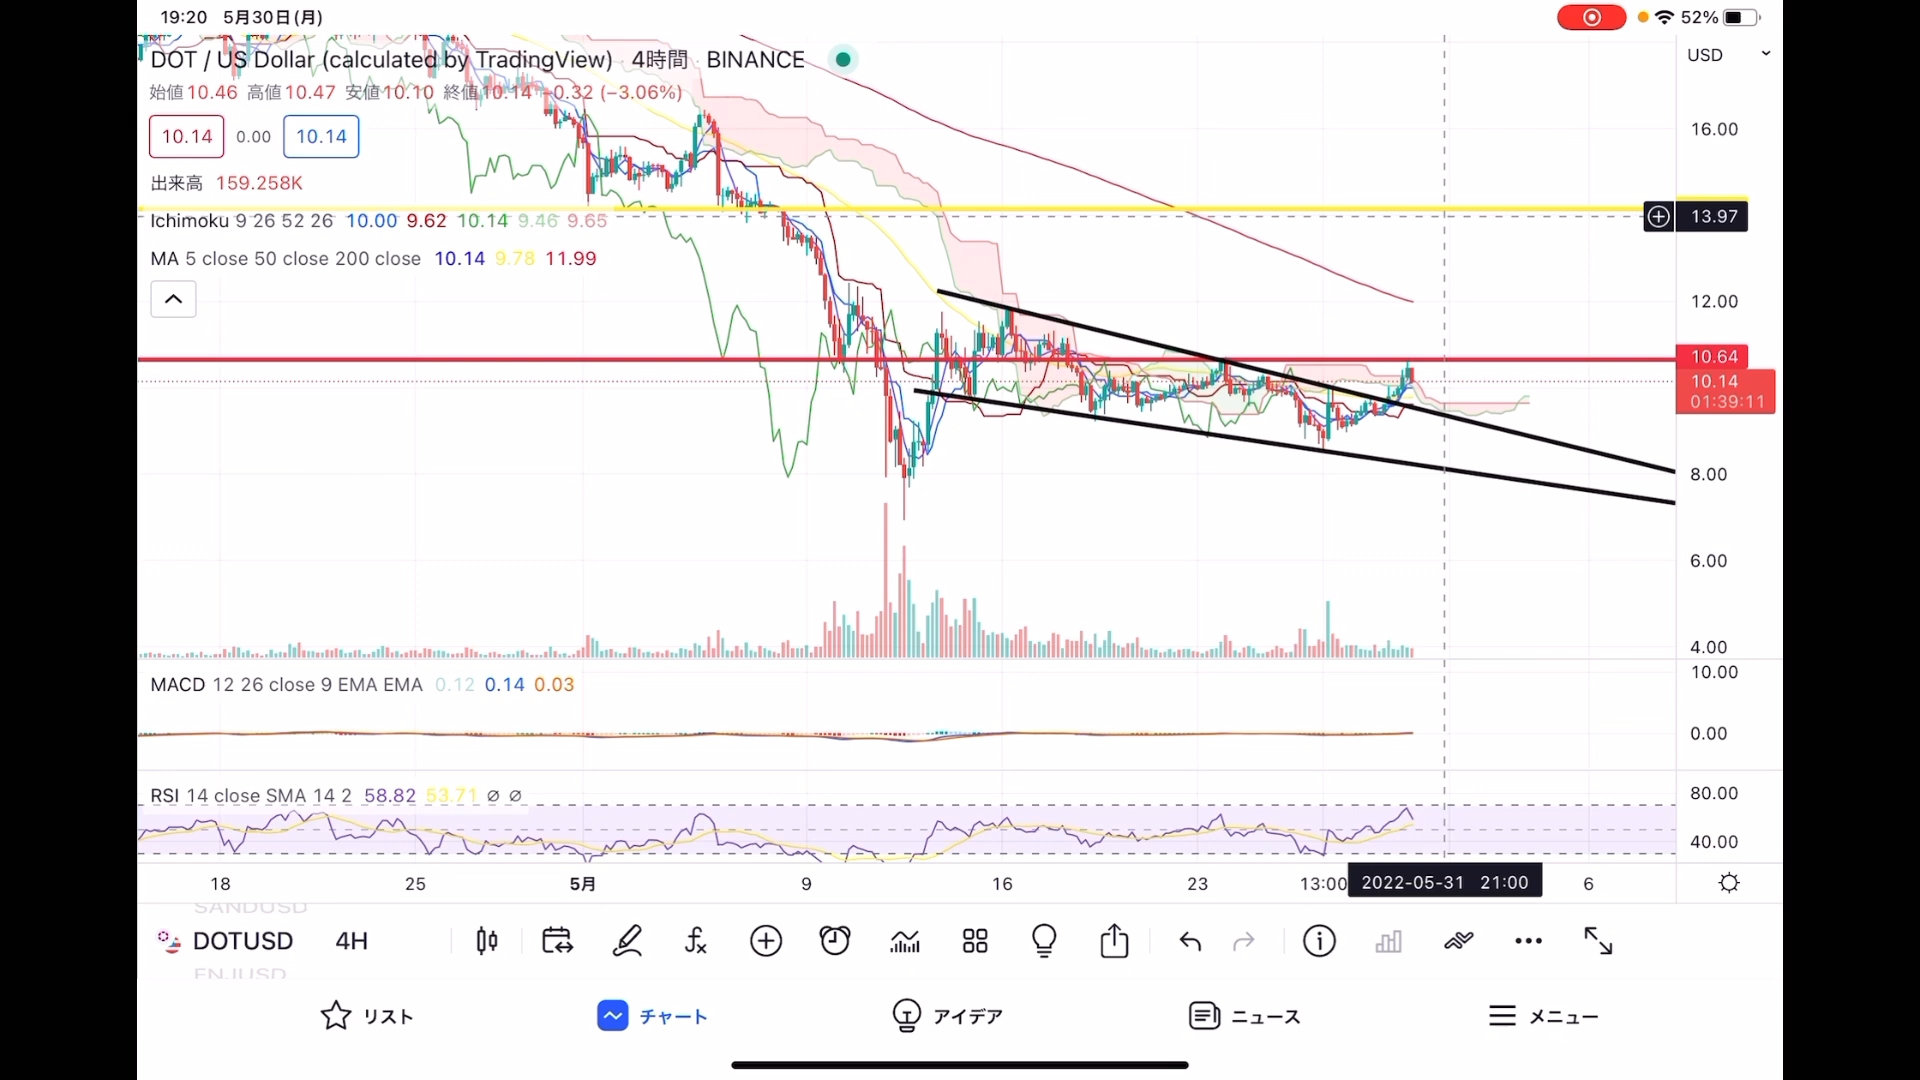 19:20 5月30日(月)
52%
DOT / US Dollar (calculated by TradingView) · 4時間 · BINANCE
USD
始値10.46 高値10.47 安値10.10 終値10.14 −0.32 (−3.06%)
10.14 0.00 10.14
出来高 159.258K
Ichimoku 9 26 52 26 10.00 9.62 10.14 9.46 9.65
MA 5 close 50 close 200 close 10.14 9.78 11.99
16.00
13.97
12.00
10.64
10.14
01:39:11
8.00
6.00
4.00
MACD 12 26 close 9 EMA EMA 0.12 0.14 0.03
10.00
0.00
RSI 14 close SMA 14 2 58.82 53.71 ∅ ∅
80.00
40.00
18 25 5月 9 16 23 13:00 2022-05-31 21:00 6
SANDUSD
DOTUSD 4H
ENJUSD
リスト チャート アイデア ニュース メニュー